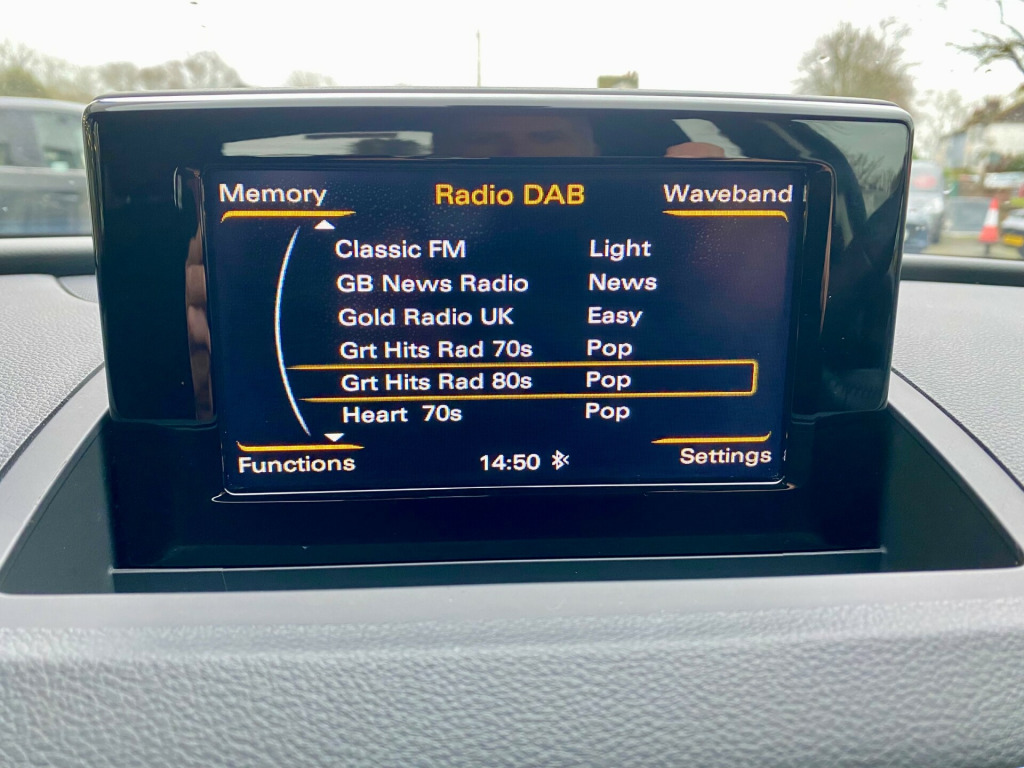 Memory Radio DAB Waveband
Classic FM Light
GB News Radio News
Gold Radio UK Easy
Grt Hits Rad 70s Pop
Grt Hits Rad 80s Pop
Heart 70s Pop
Functions 14:50 Settings